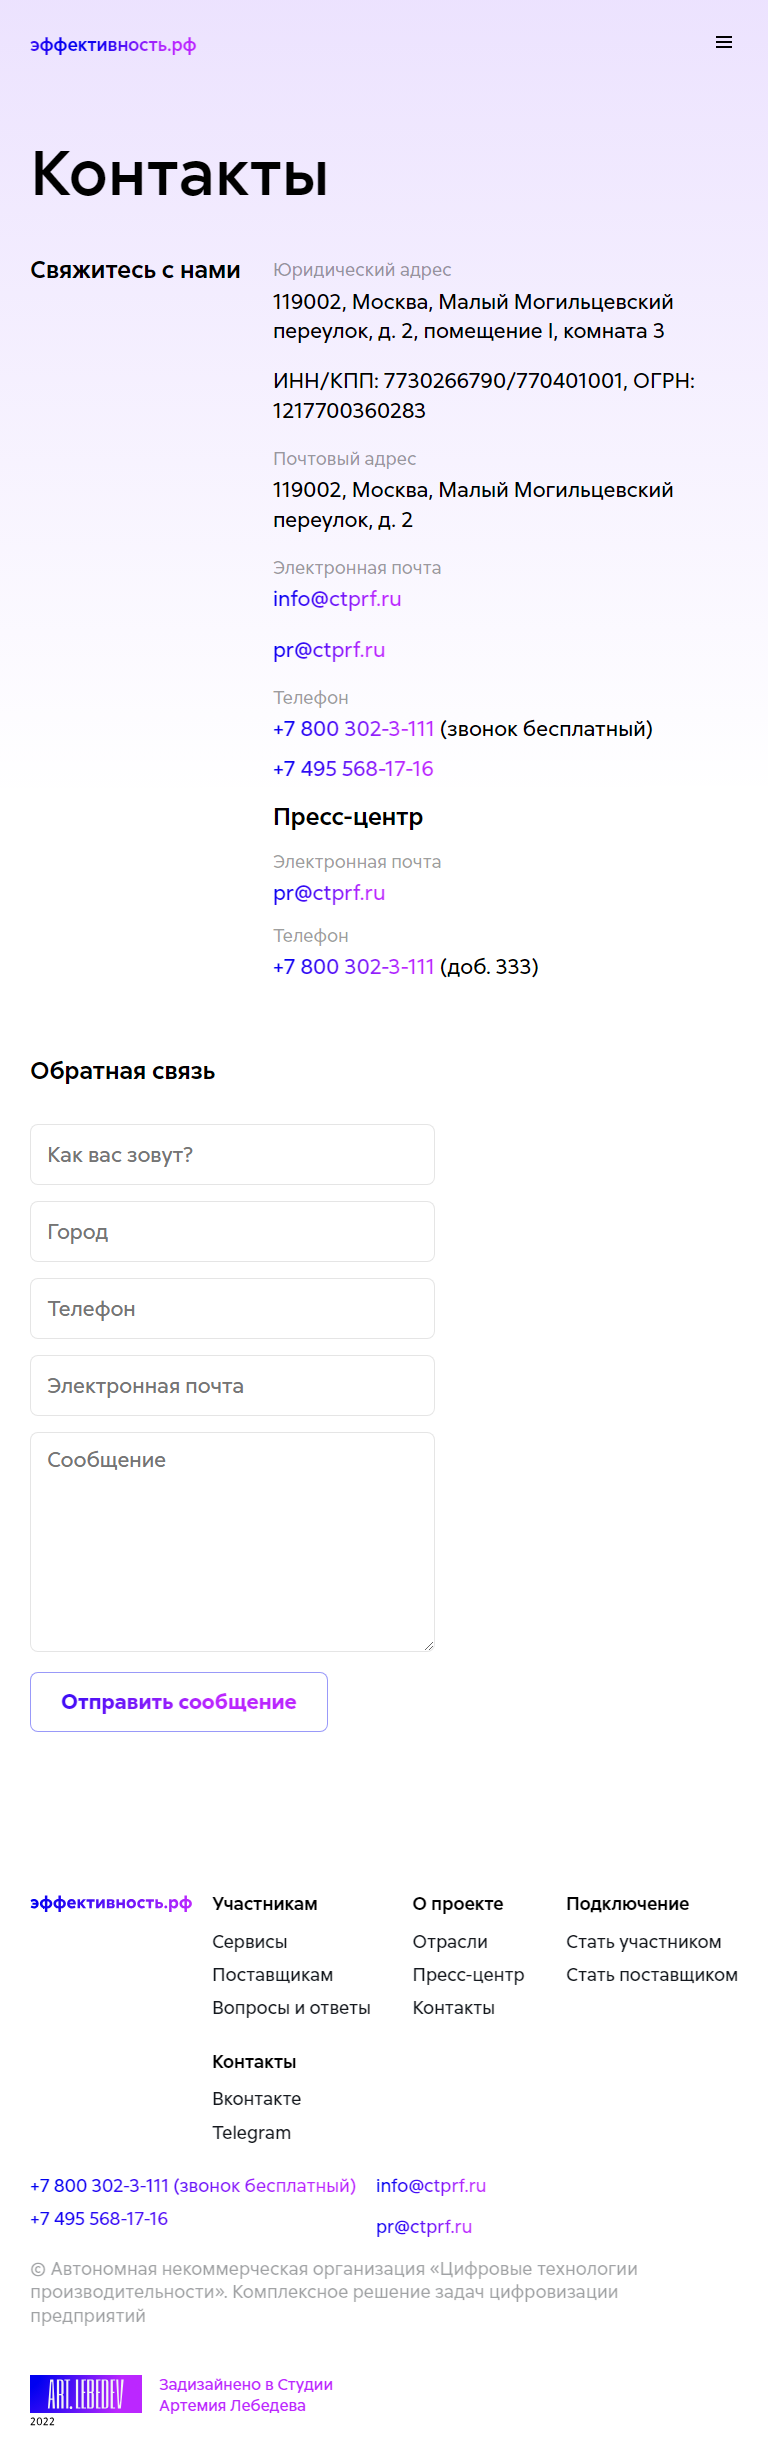 эффективность.рф
Контакты
Свяжитесь с нами
Юридический адрес
119002, Москва, Малый Могильцевский
переулок, д. 2, помещение I, комната 3
ИНН/КПП: 7730266790/770401001, ОГРН:
1217700360283
Почтовый адрес
119002, Москва, Малый Могильцевский
переулок, д. 2
Электронная почта
info@ctprf.ru
pr@ctprf.ru
Телефон
+7 800 302-3-111 (звонок бесплатный)
+7 495 568-17-16
Пресс-центр
Электронная почта
pr@ctprf.ru
Телефон
+7 800 302-3-111 (доб. 333)
Обратная связь
Как вас зовут?
Город
Телефон
Электронная почта
Сообщение
Отправить сообщение
эффективность.рф
Участникам
Сервисы
Поставщикам
Вопросы и ответы
О проекте
Отрасли
Пресс-центр
Контакты
Подключение
Стать участником
Стать поставщиком
Контакты
Вконтакте
Telegram
+7 800 302-3-111 (звонок бесплатный)
+7 495 568-17-16
info@ctprf.ru
pr@ctprf.ru
© Автономная некоммерческая организация «Цифровые технологии
производительности». Комплексное решение задач цифровизации
предприятий
ART. LEBEDEV
2022
Задизайнено в Студии
Артемия Лебедева